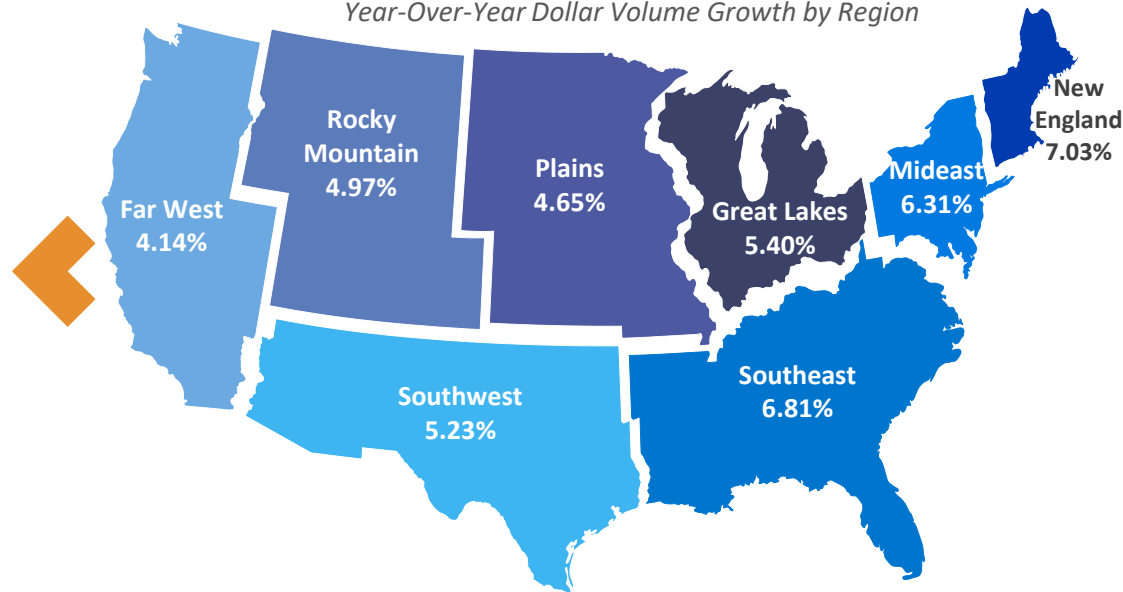 Year-Over-Year Dollar Volume Growth by Region
New
England
7.03%
Rocky
Mountain
4.97%
Plains
4.65%
Mideast
6.31%
Far West
4.14%
Great Lakes
5.40%
Southwest
5.23%
Southeast
6.81%